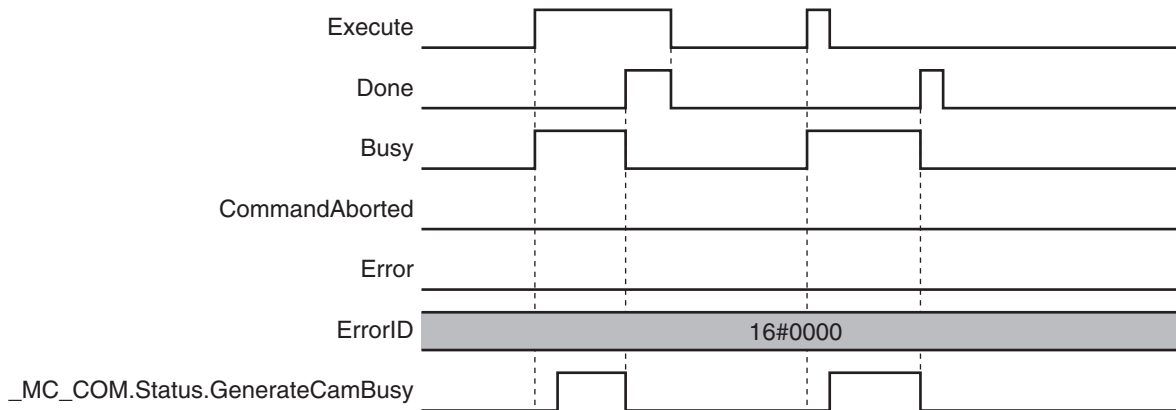 Execute
Done
Busy
CommandAborted
Error
ErrorID
16#0000
_MC_COM.Status.GenerateCamBusy